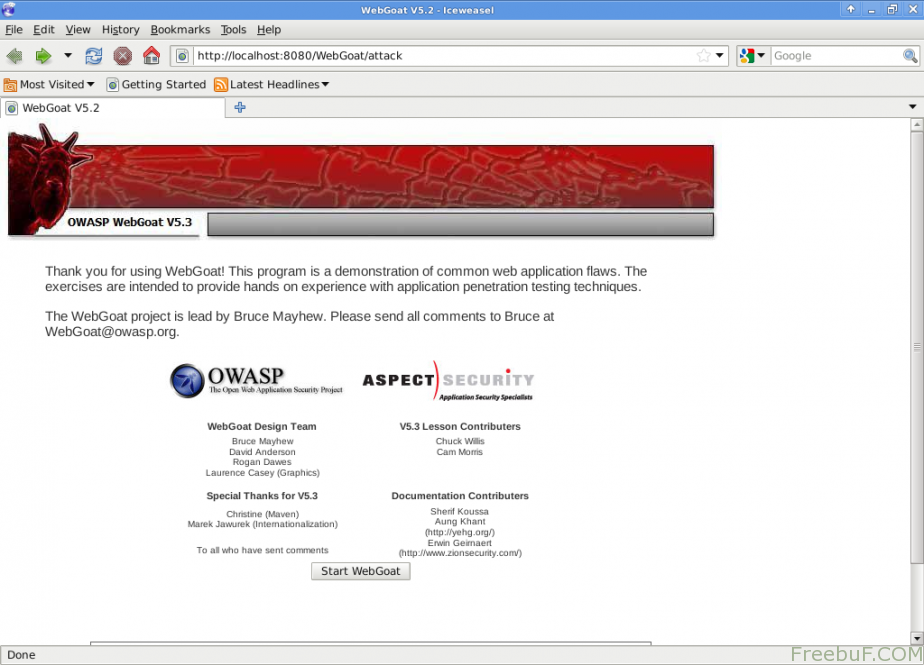 WebGoat V5.2 - Iceweasel
File Edit View History Bookmarks Tools Help
http://localhost:8080/WebGoat/attack Google
Most Visited Getting Started Latest Headlines
WebGoat V5.2
OWASP WebGoat V5.3
Thank you for using WebGoat! This program is a demonstration of common web application flaws. The
exercises are intended to provide hands on experience with application penetration testing techniques.
The WebGoat project is lead by Bruce Mayhew. Please send all comments to Bruce at
WebGoat@owasp.org.
OWASP
The Open Web Application Security Project
ASPECT SECURITY
Application Security Specialists
WebGoat Design Team
Bruce Mayhew
David Anderson
Rogan Dawes
Laurence Casey (Graphics)
V5.3 Lesson Contributers
Chuck Willis
Cam Morris
Special Thanks for V5.3
Christine (Maven)
Marek Jawurek (Internationalization)
To all who have sent comments
Documentation Contributers
Sherif Koussa
Aung Khant
(http://yehg.org/)
Erwin Geirnaert
(http://www.zionsecurity.com/)
Start WebGoat
Done
FreebuF.COM